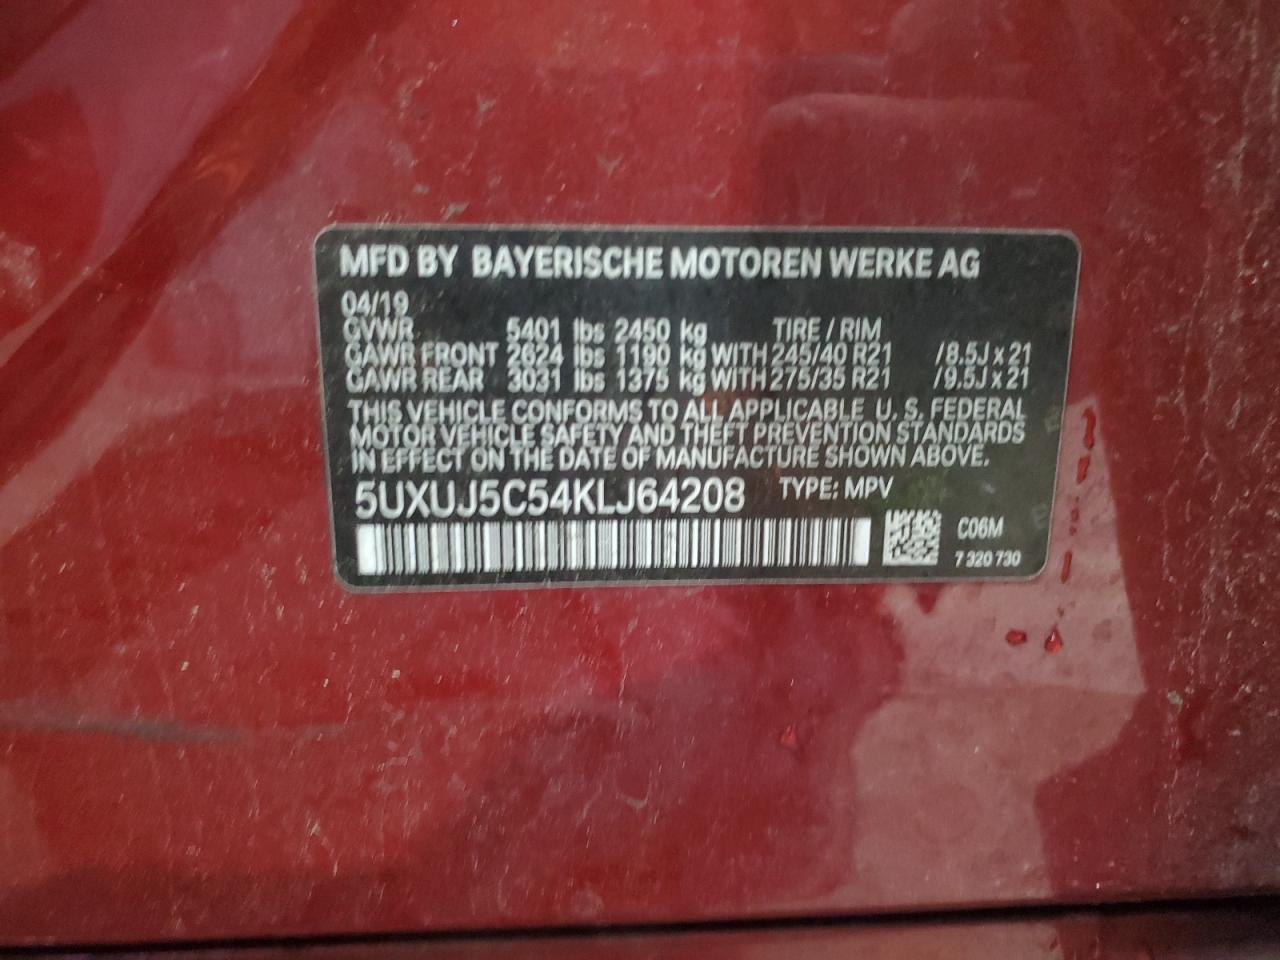 MFD BY BAYERISCHE MOTOREN WERKE AG
04/19
GVWR 5401 lbs 2450 kg TIRE / RIM
GAWR FRONT 2624 lbs 1190 kg WITH 245/40 R21 /8.5J x 21
GAWR REAR 3031 lbs 1375 kg WITH 275/35 R21 /9.5J x 21
THIS VEHICLE CONFORMS TO ALL APPLICABLE U. S. FEDERAL
MOTOR VEHICLE SAFETY AND THEFT PREVENTION STANDARDS
IN EFFECT ON THE DATE OF MANUFACTURE SHOWN ABOVE.
5UXUJ5C54KLJ64208 TYPE: MPV
C06M
7 320 730